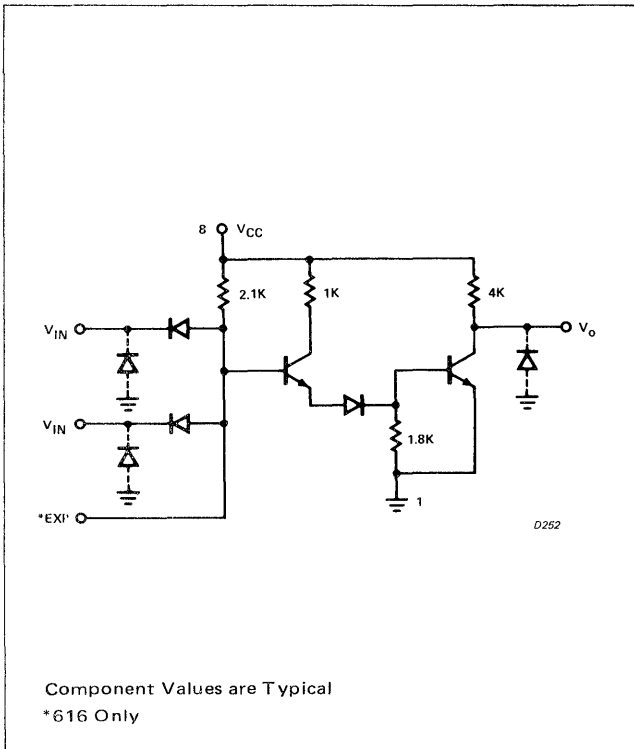 8 VCC
2.1K
1K
4K
VIN
Vo
VIN
1.8K
*EXP
1
D252
Component Values are Typical
*616 Only